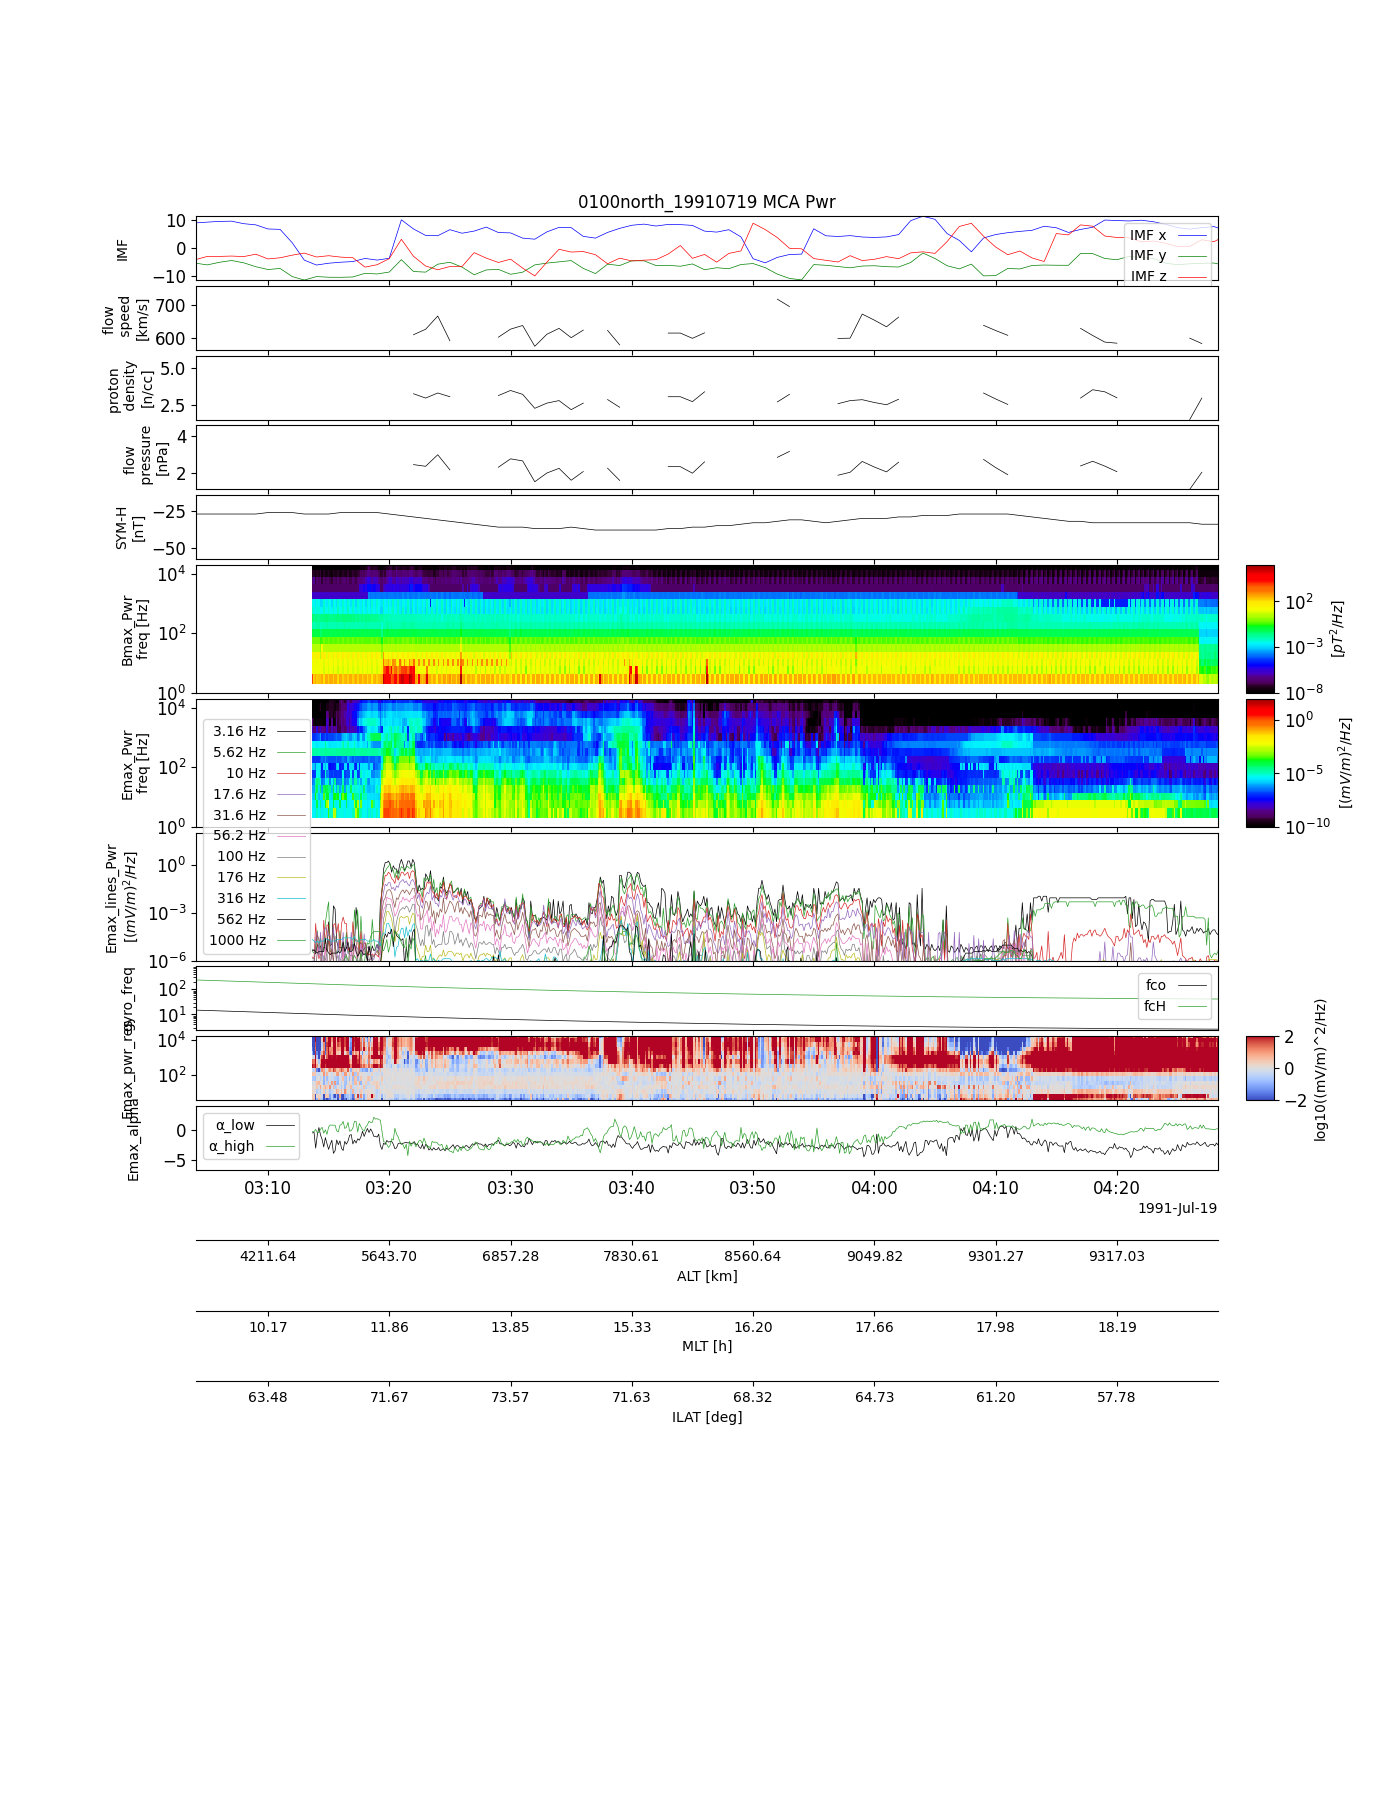 0100north_19910719 MCA Pwr
10
0
−10
IMF
IMF x
IMF y
IMF z
700
600
flow
speed
[km/s]
5.0
2.5
proton
density
[n/cc]
4
2
flow
pressure
[nPa]
−25
−50
SYM-H
[nT]
10^4
10^2
10^0
Bmax_Pwr
freq [Hz]
10^2
10^−3
10^−8
[pT^2/Hz]
10^4
10^2
10^0
Emax_Pwr
freq [Hz]
10^0
10^−5
10^−10
[(mV/m)^2/Hz]
3.16 Hz
5.62 Hz
10 Hz
17.6 Hz
31.6 Hz
56.2 Hz
100 Hz
176 Hz
316 Hz
562 Hz
1000 Hz
10^0
10^−3
10^−6
Emax_lines_Pwr
[(mV/m)^2/Hz]
10^2
10^1
gyro_freq
fco
fcH
10^4
10^2
Emax_pwr_reg
2
0
−2
log10((mV/m)^2/Hz)
0
−5
Emax_alpha
α_low
α_high
03:10 03:20 03:30 03:40 03:50 04:00 04:10 04:20
1991-Jul-19
4211.64 5643.70 6857.28 7830.61 8560.64 9049.82 9301.27 9317.03
ALT [km]
10.17 11.86 13.85 15.33 16.20 17.66 17.98 18.19
MLT [h]
63.48 71.67 73.57 71.63 68.32 64.73 61.20 57.78
ILAT [deg]